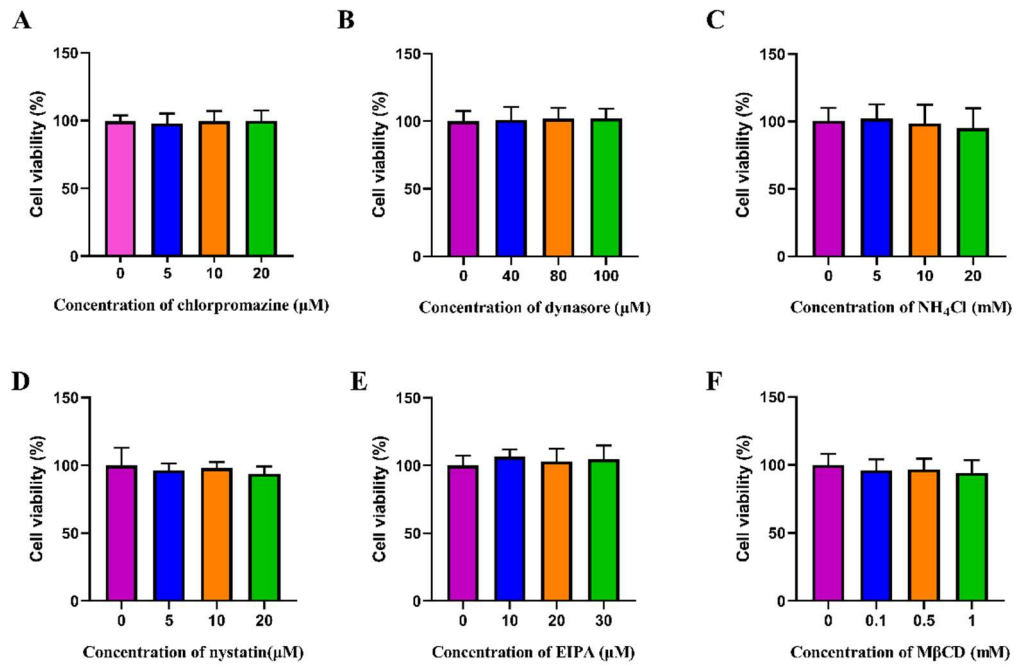 A
Cell viability (%)
150
100
50
0
0 5 10 20
Concentration of chlorpromazine (μM)
B
Cell viability (%)
150
100
50
0
0 40 80 100
Concentration of dynasore (μM)
C
Cell viability (%)
150
100
50
0
0 5 10 20
Concentration of NH₄Cl (mM)
D
Cell viability (%)
150
100
50
0
0 5 10 20
Concentration of nystatin(μM)
E
Cell viability (%)
150
100
50
0
0 10 20 30
Concentration of EIPA (μM)
F
Cell viability (%)
150
100
50
0
0 0.1 0.5 1
Concentration of MβCD (mM)